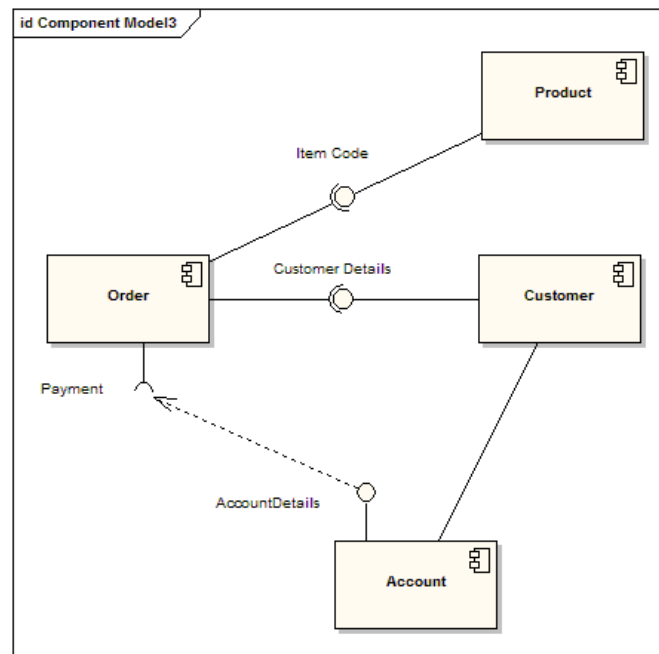 id Component Model3
Product
Item Code
Order
Customer Details
Customer
Payment
AccountDetails
Account